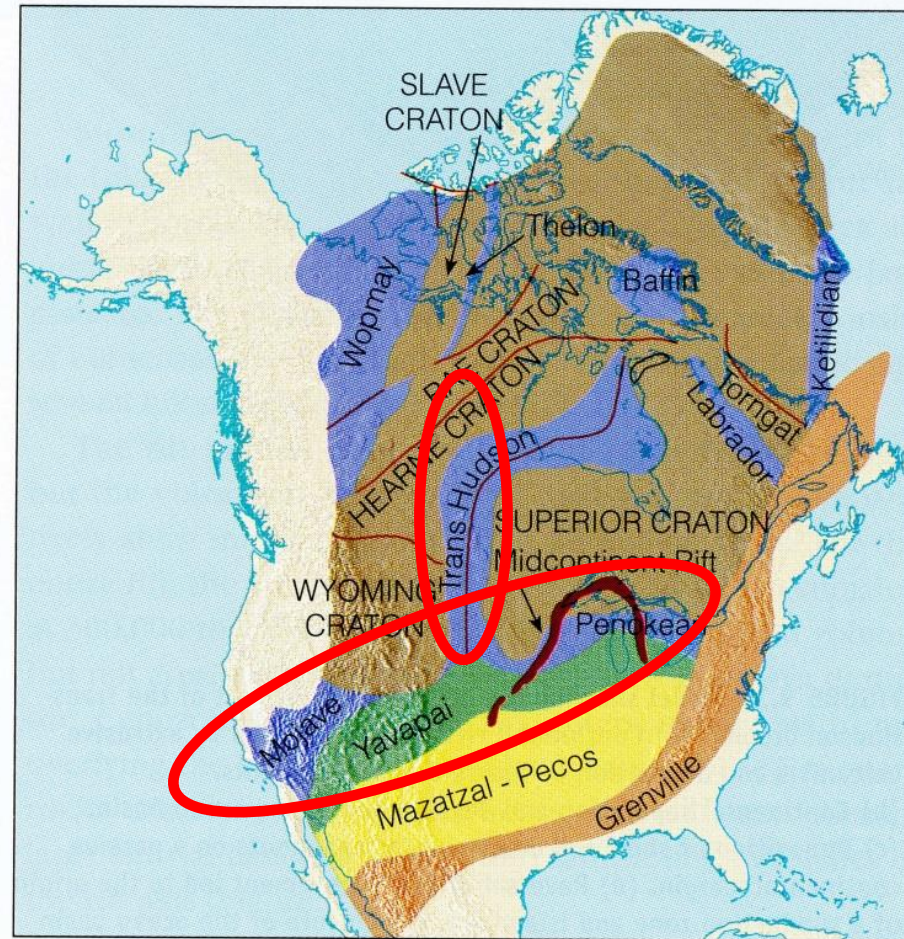 SLAVE
CRATON
Thelon
Wopmay
Baffin
Ketilidian
RAE CRATON
HEARNE CRATON
Torngat
Labrador
Trans Hudson
SUPERIOR CRATON
Midcontinent Rift
WYOMING
CRATON
Penokean
Mojave
Yavapai
Mazatzal - Pecos
Grenvillle